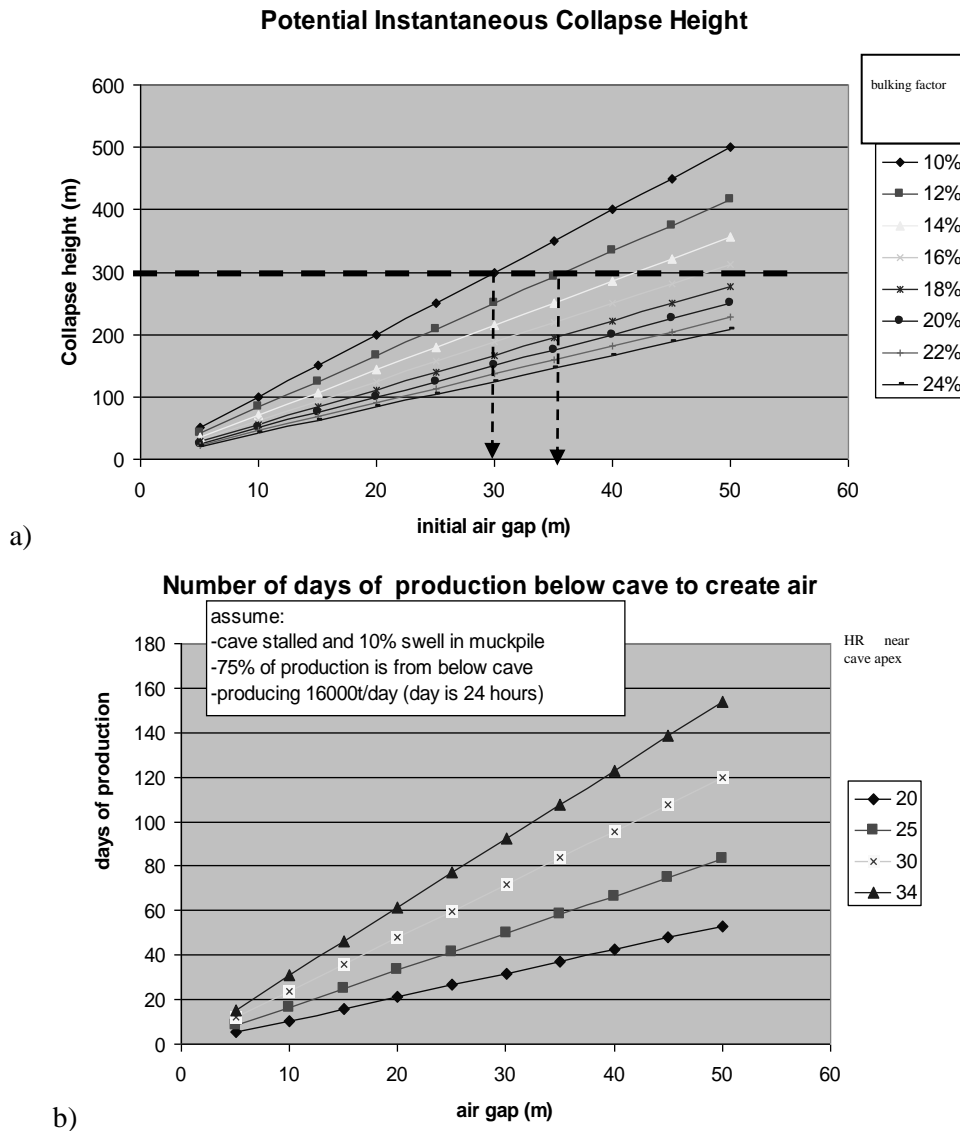 Potential Instantaneous Collapse Height
bulking factor
600
500
400
300
200
100
0
Collapse height (m)
0 10 20 30 40 50 60
initial air gap (m)
10%
12%
14%
16%
18%
20%
22%
24%
a)
Number of days of production below cave to create air
assume:
-cave stalled and 10% swell in muckpile
-75% of production is from below cave
-producing 16000t/day (day is 24 hours)
HR near
cave apex
180
160
140
120
100
80
60
40
20
0
days of production
0 10 20 30 40 50 60
air gap (m)
20
25
30
34
b)